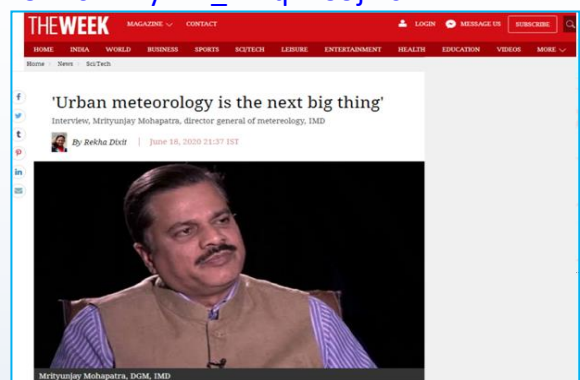 THE WEEK
MAGAZINE CONTACT LOGIN MESSAGE US SUBSCRIBE
HOME INDIA WORLD BUSINESS SPORTS SCI/TECH LEISURE ENTERTAINMENT HEALTH EDUCATION VIDEOS MORE
Home News Sci/Tech
'Urban meteorology is the next big thing'
Interview, Mrityunjay Mohapatra, director general of metereology, IMD
By Rekha Dixit | June 18, 2020 21:37 IST
Mrityunjay Mohapatra, DGM, IMD